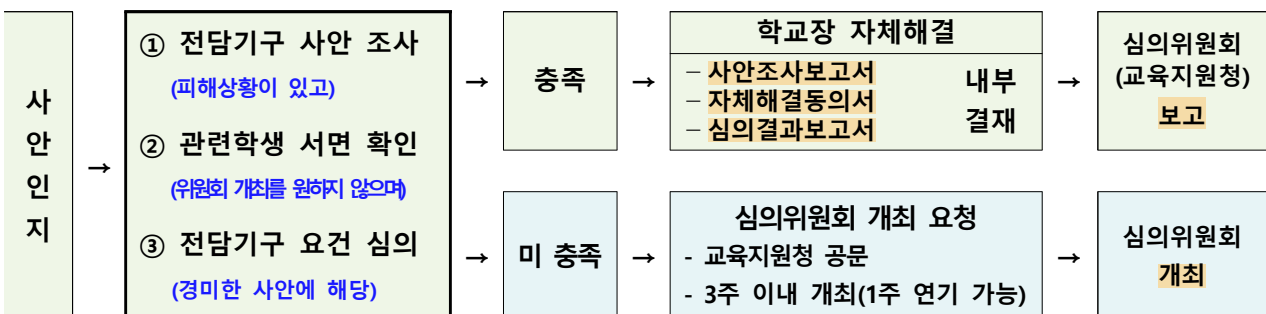 사
안
인
지
→
① 전담기구 사안 조사
(피해상황이 있고)
② 관련학생 서면 확인
(위원회 개최를 원하지 않으며)
③ 전담기구 요건 심의
(경미한 사안에 해당)
→
충족
→
학교장 자체해결
– 사안조사보고서
– 자체해결동의서
– 심의결과보고서
내부
결재
→
심의위원회
(교육지원청)
보고
→
미 충족
→
심의위원회 개최 요청
- 교육지원청 공문
- 3주 이내 개최(1주 연기 가능)
→
심의위원회
개최